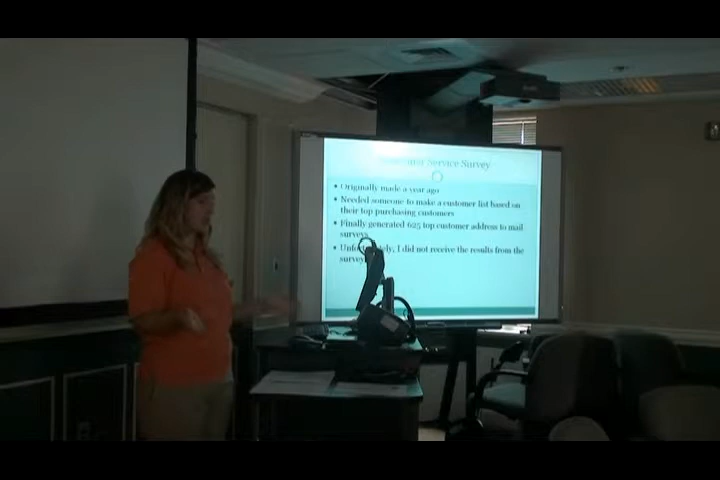 Customer Service Survey
• Originally made a year ago
• Needed someone to make a customer list based on
their top purchasing customers
• Finally generated 625 top customer address to mail
surveys
• Unfortunately, I did not receive the results from the
survey